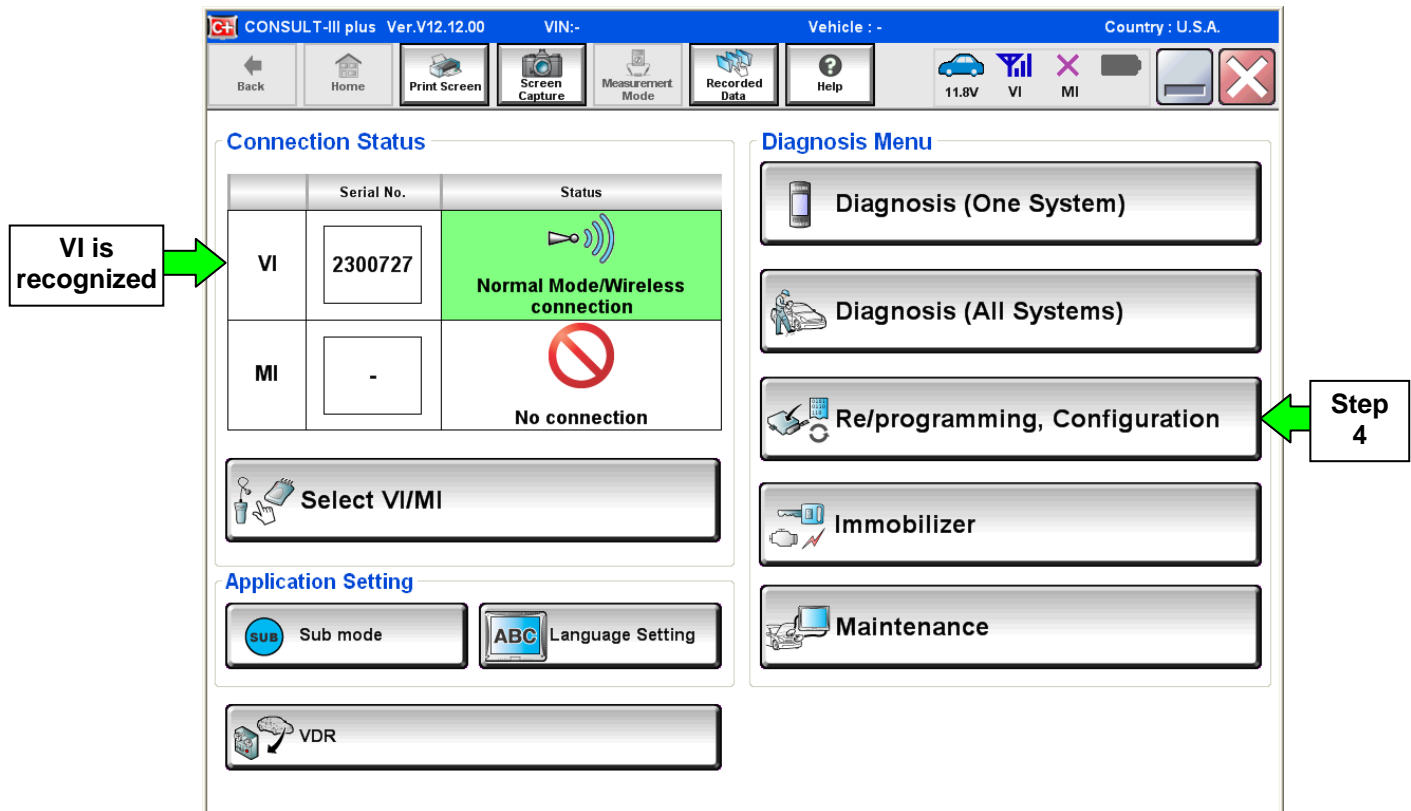 C+ CONSULT-III plus Ver.V12.12.00 VIN:- Vehicle : - Country : U.S.A.
Back
Home
Print Screen
Screen
Capture
Measurement
Mode
Recorded
Data
Help
11.8V
VI
MI
Connection Status
Serial No. Status
VI is
recognized
VI
2300727
Normal Mode/Wireless
connection
MI
-
No connection
Select VI/MI
Application Setting
SUB Sub mode
ABC Language Setting
VDR
Diagnosis Menu
Diagnosis (One System)
Diagnosis (All Systems)
Re/programming, Configuration
Step
4
Immobilizer
Maintenance